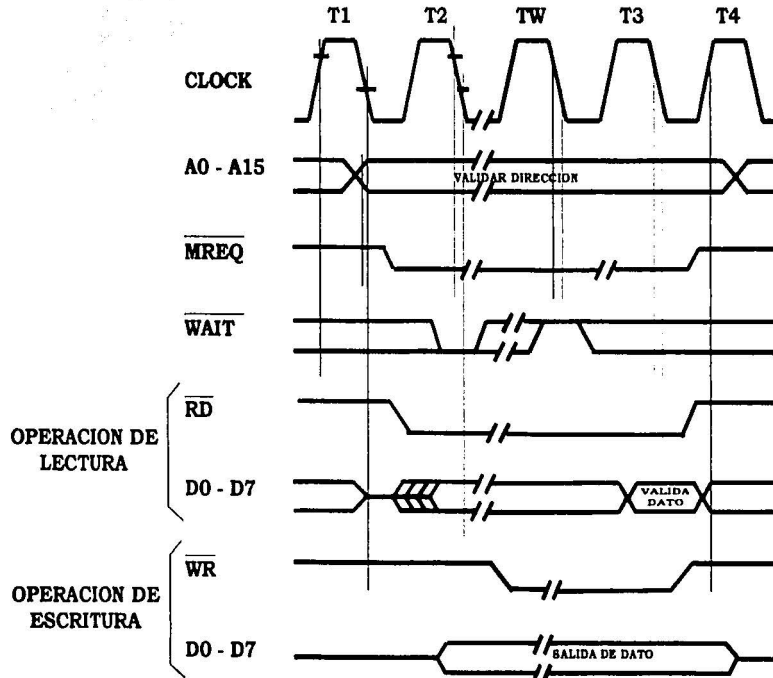 T1 T2 TW T3 T4
CLOCK
A0 - A15
VALIDAR DIRECCION
MREQ
WAIT
OPERACION DE
LECTURA
RD
D0 - D7
VALIDA
DATO
OPERACION DE
ESCRITURA
WR
D0 - D7
SALIDA DE DATO